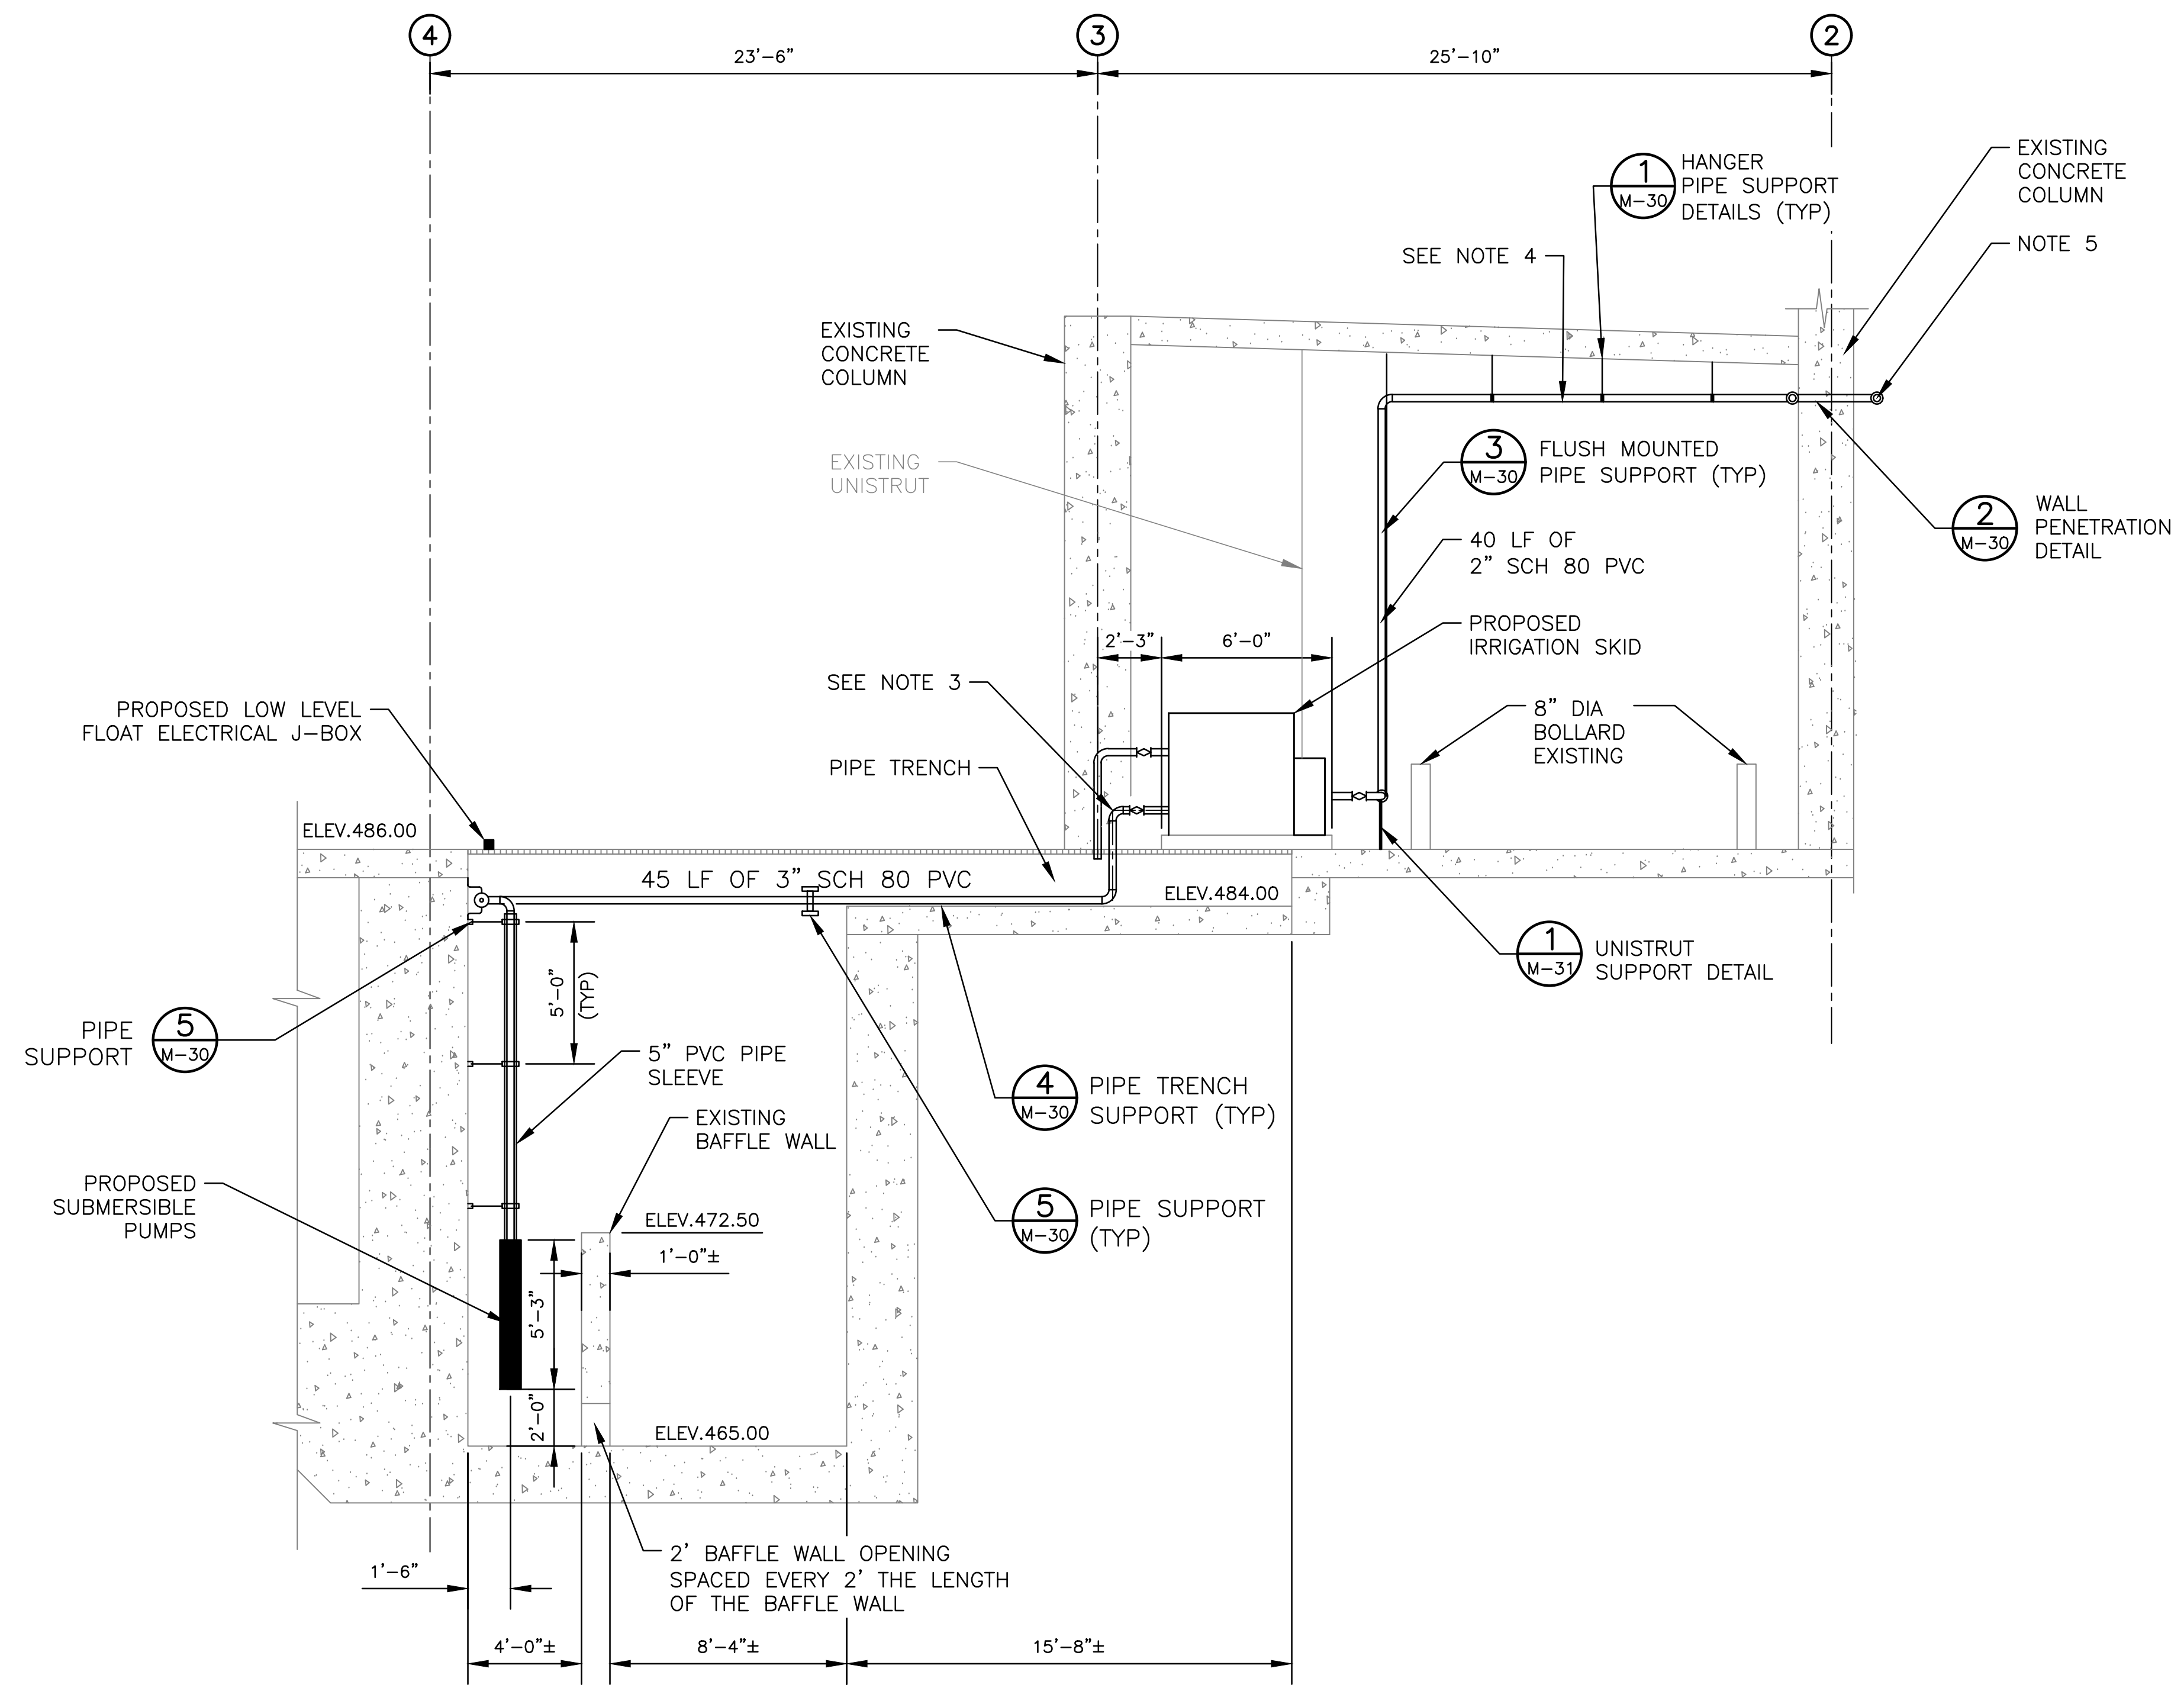 4
3
2
23'-6"
25'-10"
1
M-30
HANGER
PIPE SUPPORT
DETAILS (TYP)
EXISTING
CONCRETE
COLUMN
NOTE 5
SEE NOTE 4
EXISTING
CONCRETE
COLUMN
EXISTING
UNISTRUT
3
M-30
FLUSH MOUNTED
PIPE SUPPORT (TYP)
2
M-30
WALL
PENETRATION
DETAIL
40 LF OF
2" SCH 80 PVC
PROPOSED
IRRIGATION SKID
2'-3"
6'-0"
SEE NOTE 3
8" DIA
BOLLARD
EXISTING
PROPOSED LOW LEVEL
FLOAT ELECTRICAL J-BOX
PIPE TRENCH
ELEV.486.00
45 LF OF 3" SCH 80 PVC
ELEV.484.00
1
M-31
UNISTRUT
SUPPORT DETAIL
5'-0"
(TYP)
PIPE
SUPPORT
5
M-30
5" PVC PIPE
SLEEVE
4
M-30
PIPE TRENCH
SUPPORT (TYP)
EXISTING
BAFFLE WALL
PROPOSED
SUBMERSIBLE
PUMPS
5
M-30
PIPE SUPPORT
(TYP)
ELEV.472.50
1'-0"±
5'-3"
2'-0"
ELEV.465.00
2' BAFFLE WALL OPENING
SPACED EVERY 2' THE LENGTH
OF THE BAFFLE WALL
1'-6"
4'-0"±
8'-4"±
15'-8"±